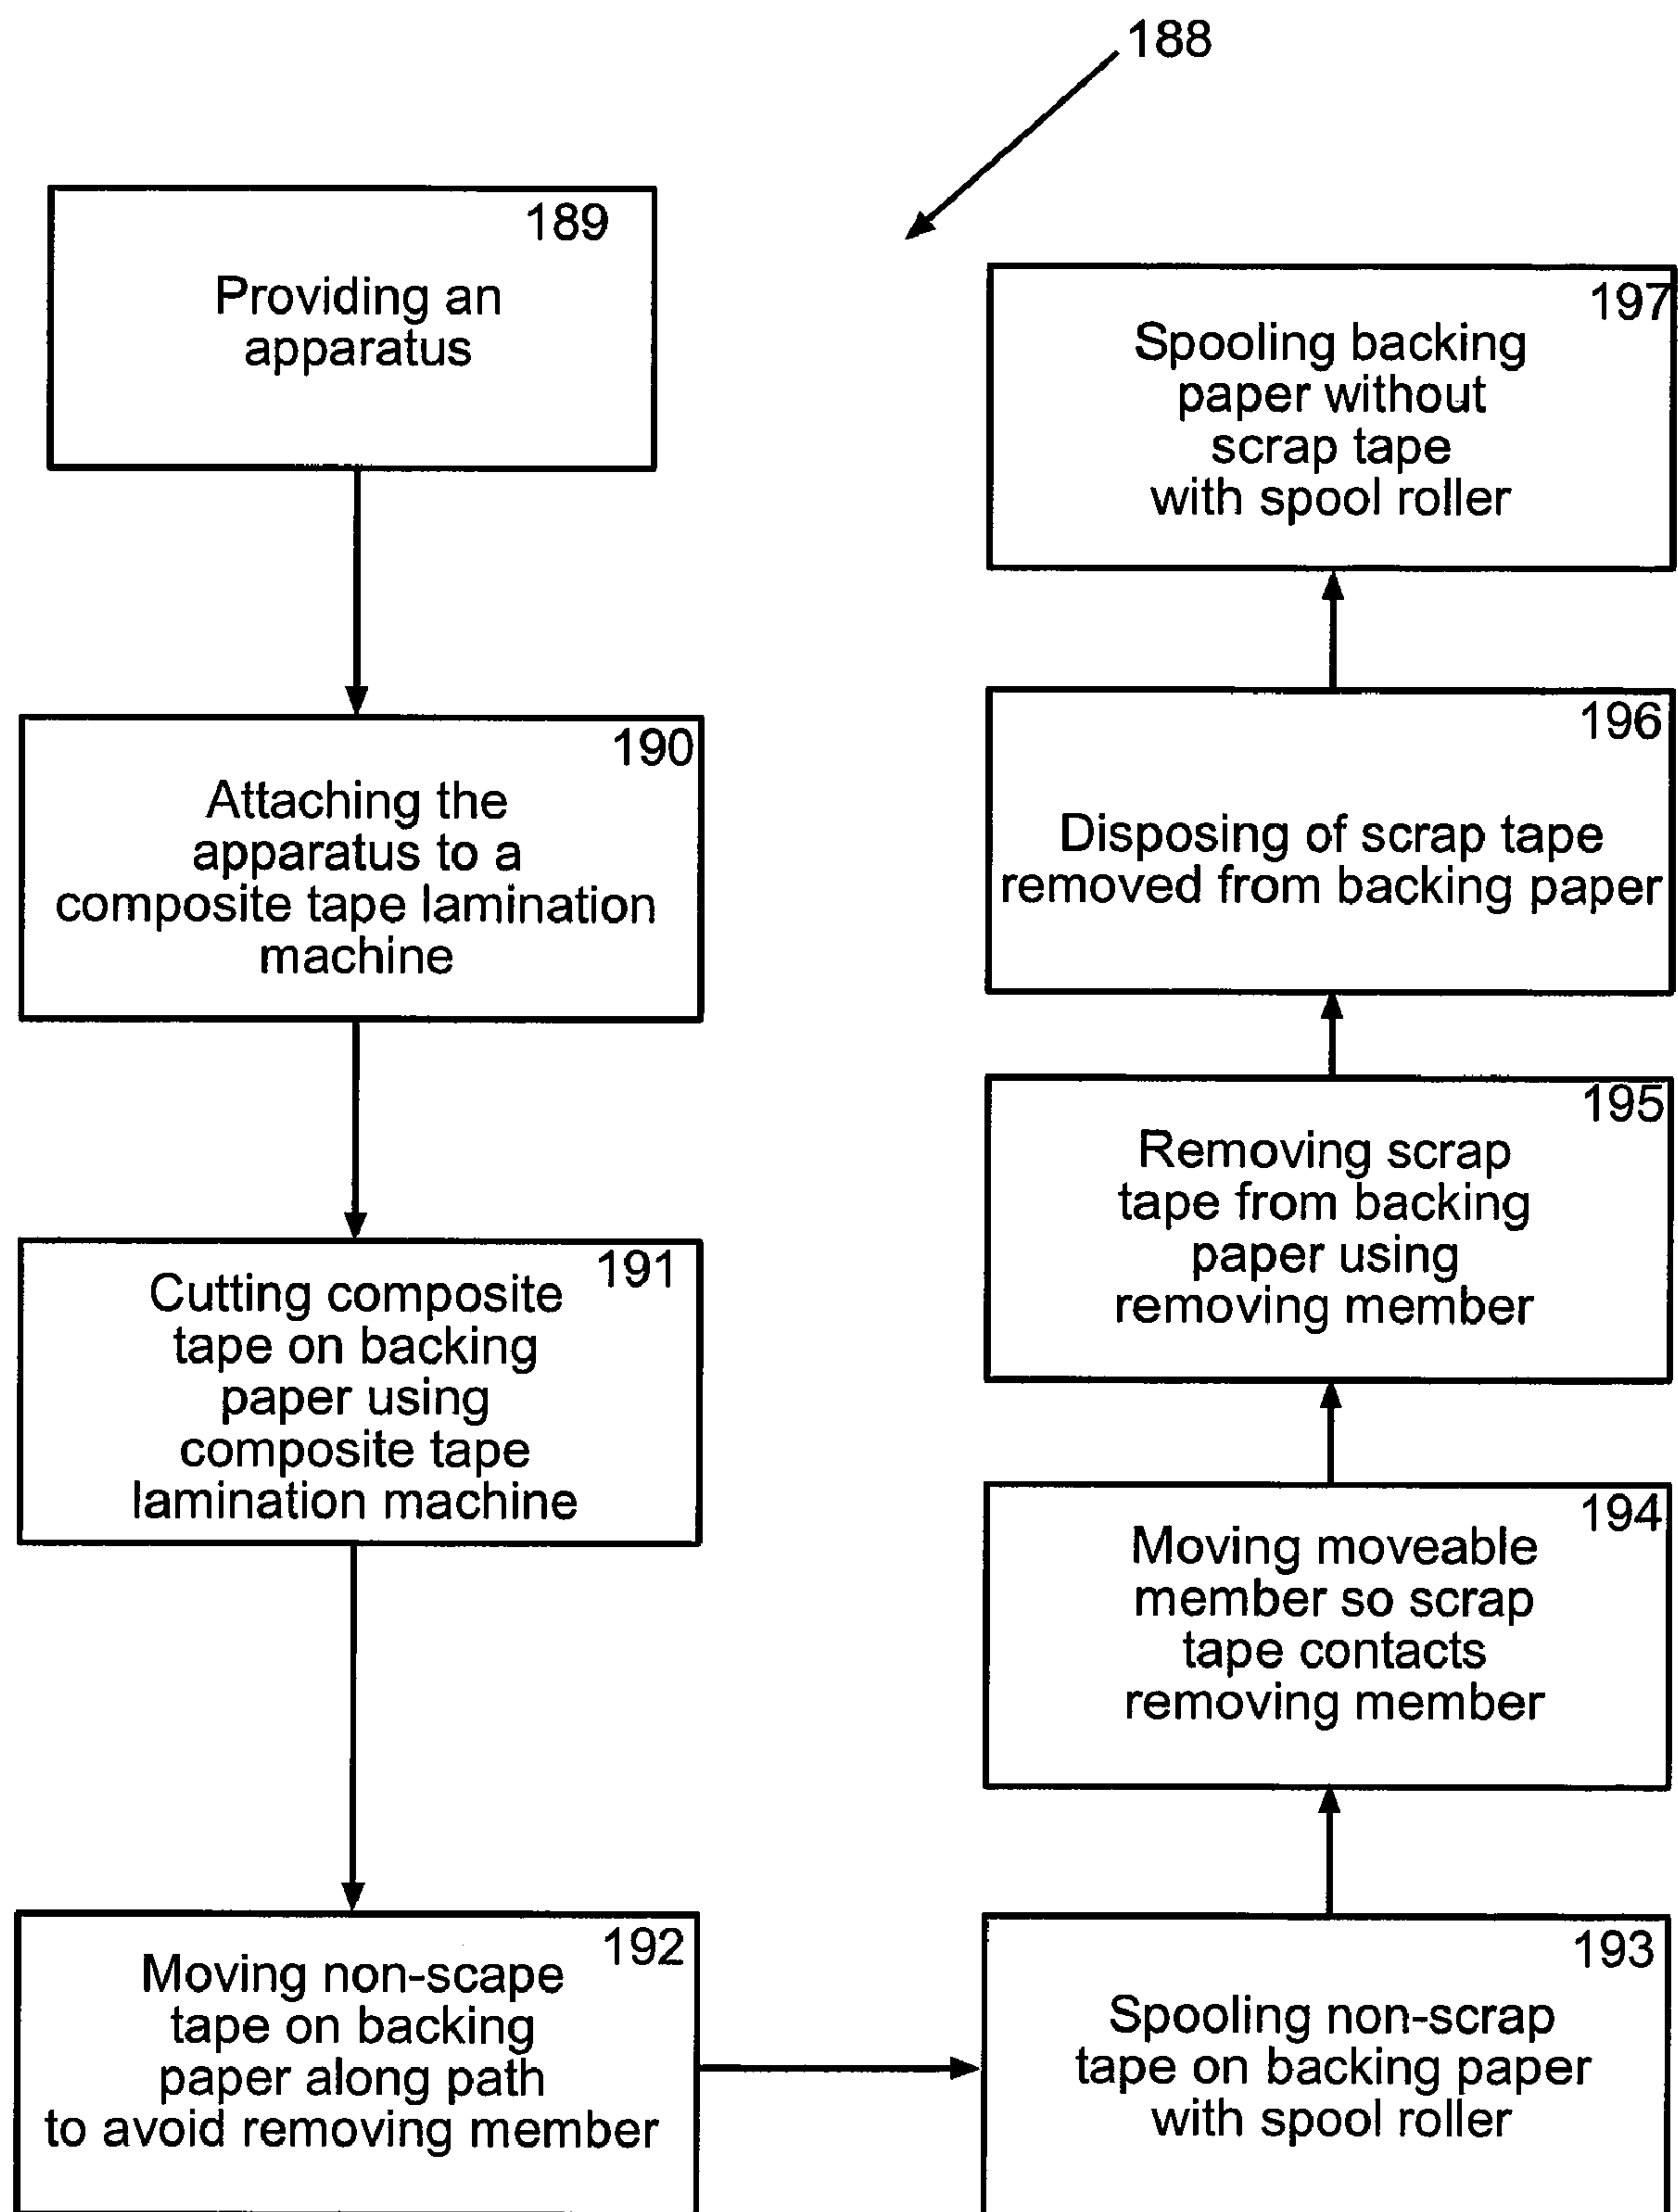 188
189
Providing an
apparatus
190
Attaching the
apparatus to a
composite tape lamination
machine
191
Cutting composite
tape on backing
paper using
composite tape
lamination machine
192
Moving non-scape
tape on backing
paper along path
to avoid removing member
193
Spooling non-scrap
tape on backing paper
with spool roller
194
Moving moveable
member so scrap
tape contacts
removing member
195
Removing scrap
tape from backing
paper using
removing member
196
Disposing of scrap tape
removed from backing paper
197
Spooling backing
paper without
scrap tape
with spool roller